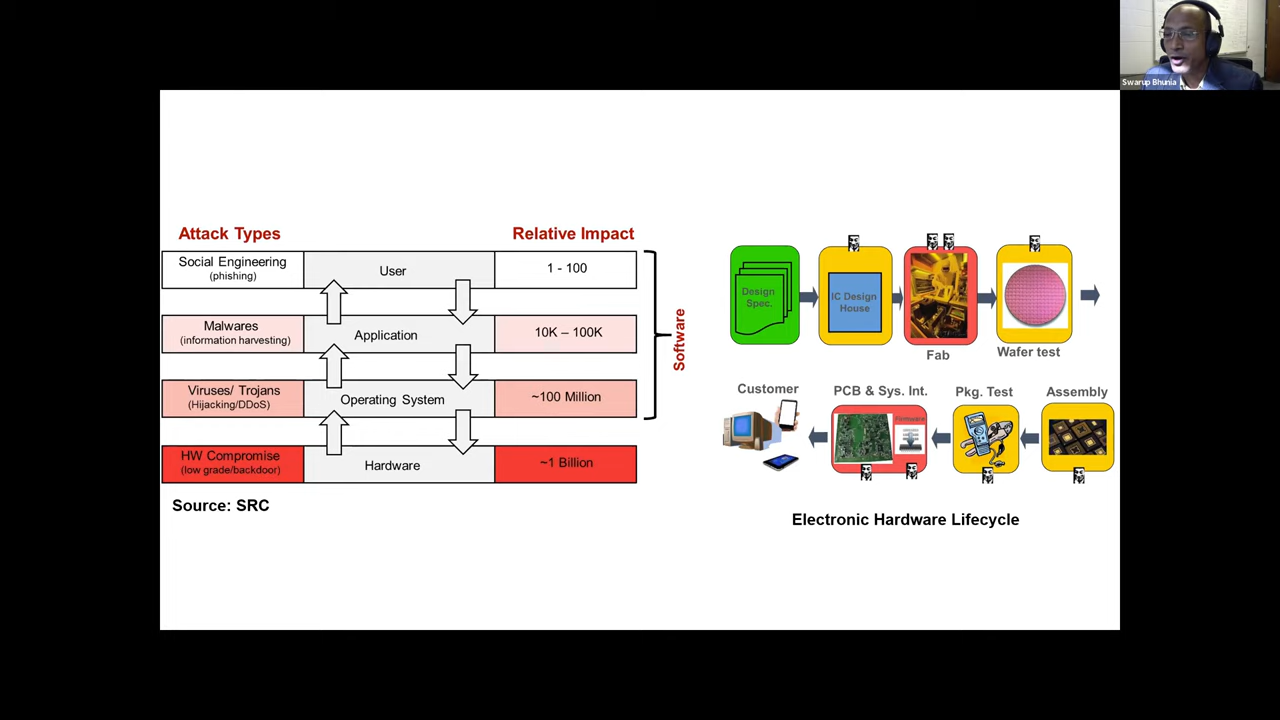 Swarup Bhunia
Attack Types
Relative Impact
Social Engineering
(phishing)
User
1 - 100
Malwares
(information harvesting)
Application
10K – 100K
Viruses/ Trojans
(Hijacking/DDoS)
Operating System
~100 Million
HW Compromise
(low grade/backdoor)
Hardware
~1 Billion
Software
Source: SRC
Design
Spec.
IC Design
House
Fab
Wafer test
Customer
PCB & Sys. Int.
Firmware
Pkg. Test
Assembly
Electronic Hardware Lifecycle